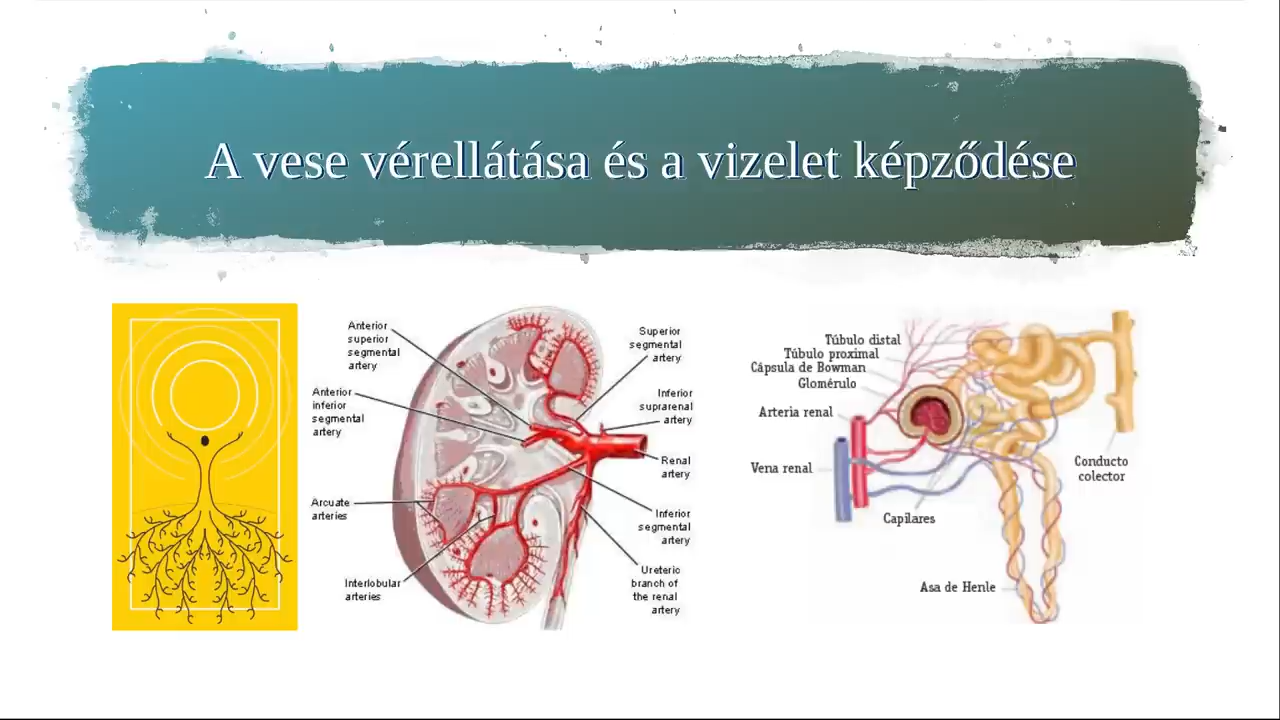 A vese vérellátása és a vizelet képződése
Anterior
superior
segmental
artery
Anterior
inferior
segmental
artery
Arcuate
arteries
Interlobular
arteries
Superior
segmental
artery
Inferior
suprarenal
artery
Renal
artery
Inferior
segmental
artery
Ureteric
branch of
the renal
artery
Túbulo distal
Túbulo proximal
Cápsula de Bowman
Glomérulo
Arteria renal
Vena renal
Capilares
Conducto
colector
Asa de Henle